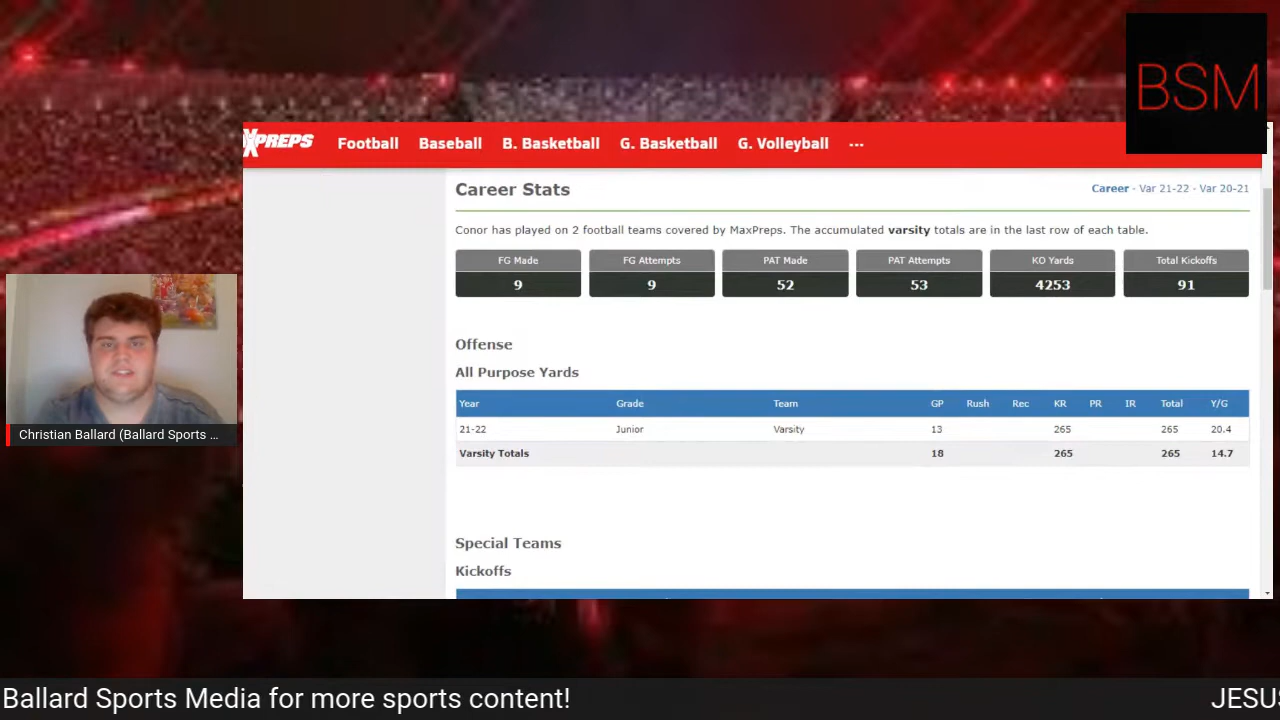 BSM
XPREPS Football Baseball B. Basketball G. Basketball G. Volleyball ...
Career Stats
Career - Var 21-22 - Var 20-21
Conor has played on 2 football teams covered by MaxPreps. The accumulated varsity totals are in the last row of each table.
FG Made FG Attempts PAT Made PAT Attempts KO Yards Total Kickoffs
9 9 52 53 4253 91
Offense
All Purpose Yards
Year Grade Team GP Rush Rec KR PR IR Total Y/G
21-22 Junior Varsity 13 265 265 20.4
Varsity Totals 18 265 265 14.7
Special Teams
Kickoffs
Christian Ballard (Ballard Sports ...
Ballard Sports Media for more sports content!
JESUS